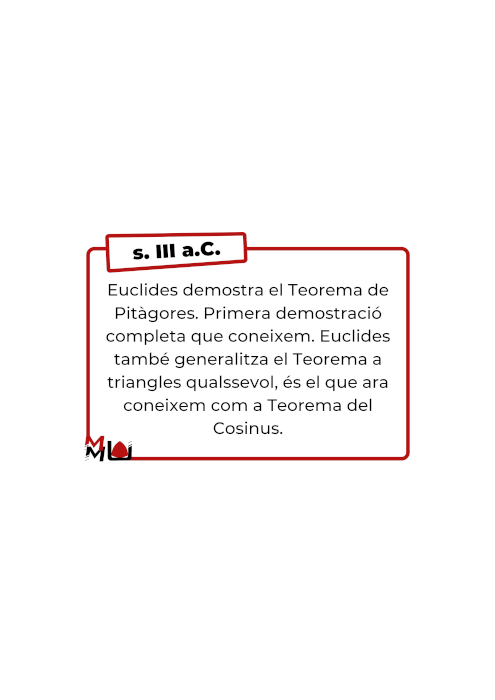 s. III a.C.
Euclides demostra el Teorema de
Pitàgores. Primera demostració
completa que coneixem. Euclides
també generalitza el Teorema a
triangles qualssevol, és el que ara
coneixem com a Teorema del
Cosinus.